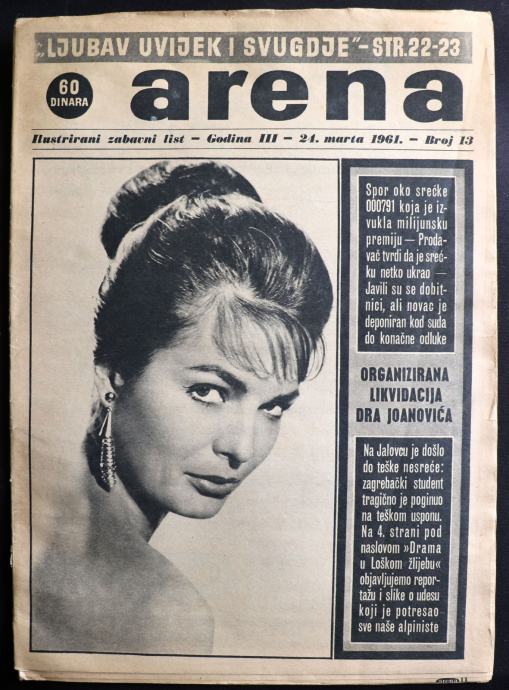 „LJUBAV UVIJEK I SVUGDJE”-STR.22-23
60
DINARA
arena
Ilustrirani zabavni list — Godina III — 24. marta 1961. — Broj 13
Spor oko srećke
000791 koja je iz-
vukla milijunsku
premiju — Proda-
vač tvrdi da je sreć-
ku netko ukrao —
Javili su se dobit-
nici, ali novac je
deponiran kod suda
do konačne odluke
ORGANIZIRANA
LIKVIDACIJA
DRA JOANOVIĆA
Na Jalovcu je došlo
do teške nesreće:
zagrebački student
tragično je poginuo
na teškom usponu.
Na 4. strani pod
naslovom »Drama
u Loškom žlijebu«
objavljujemo repor-
tažu i slike o udesu
koji je potresao
sve naše alpiniste
arena